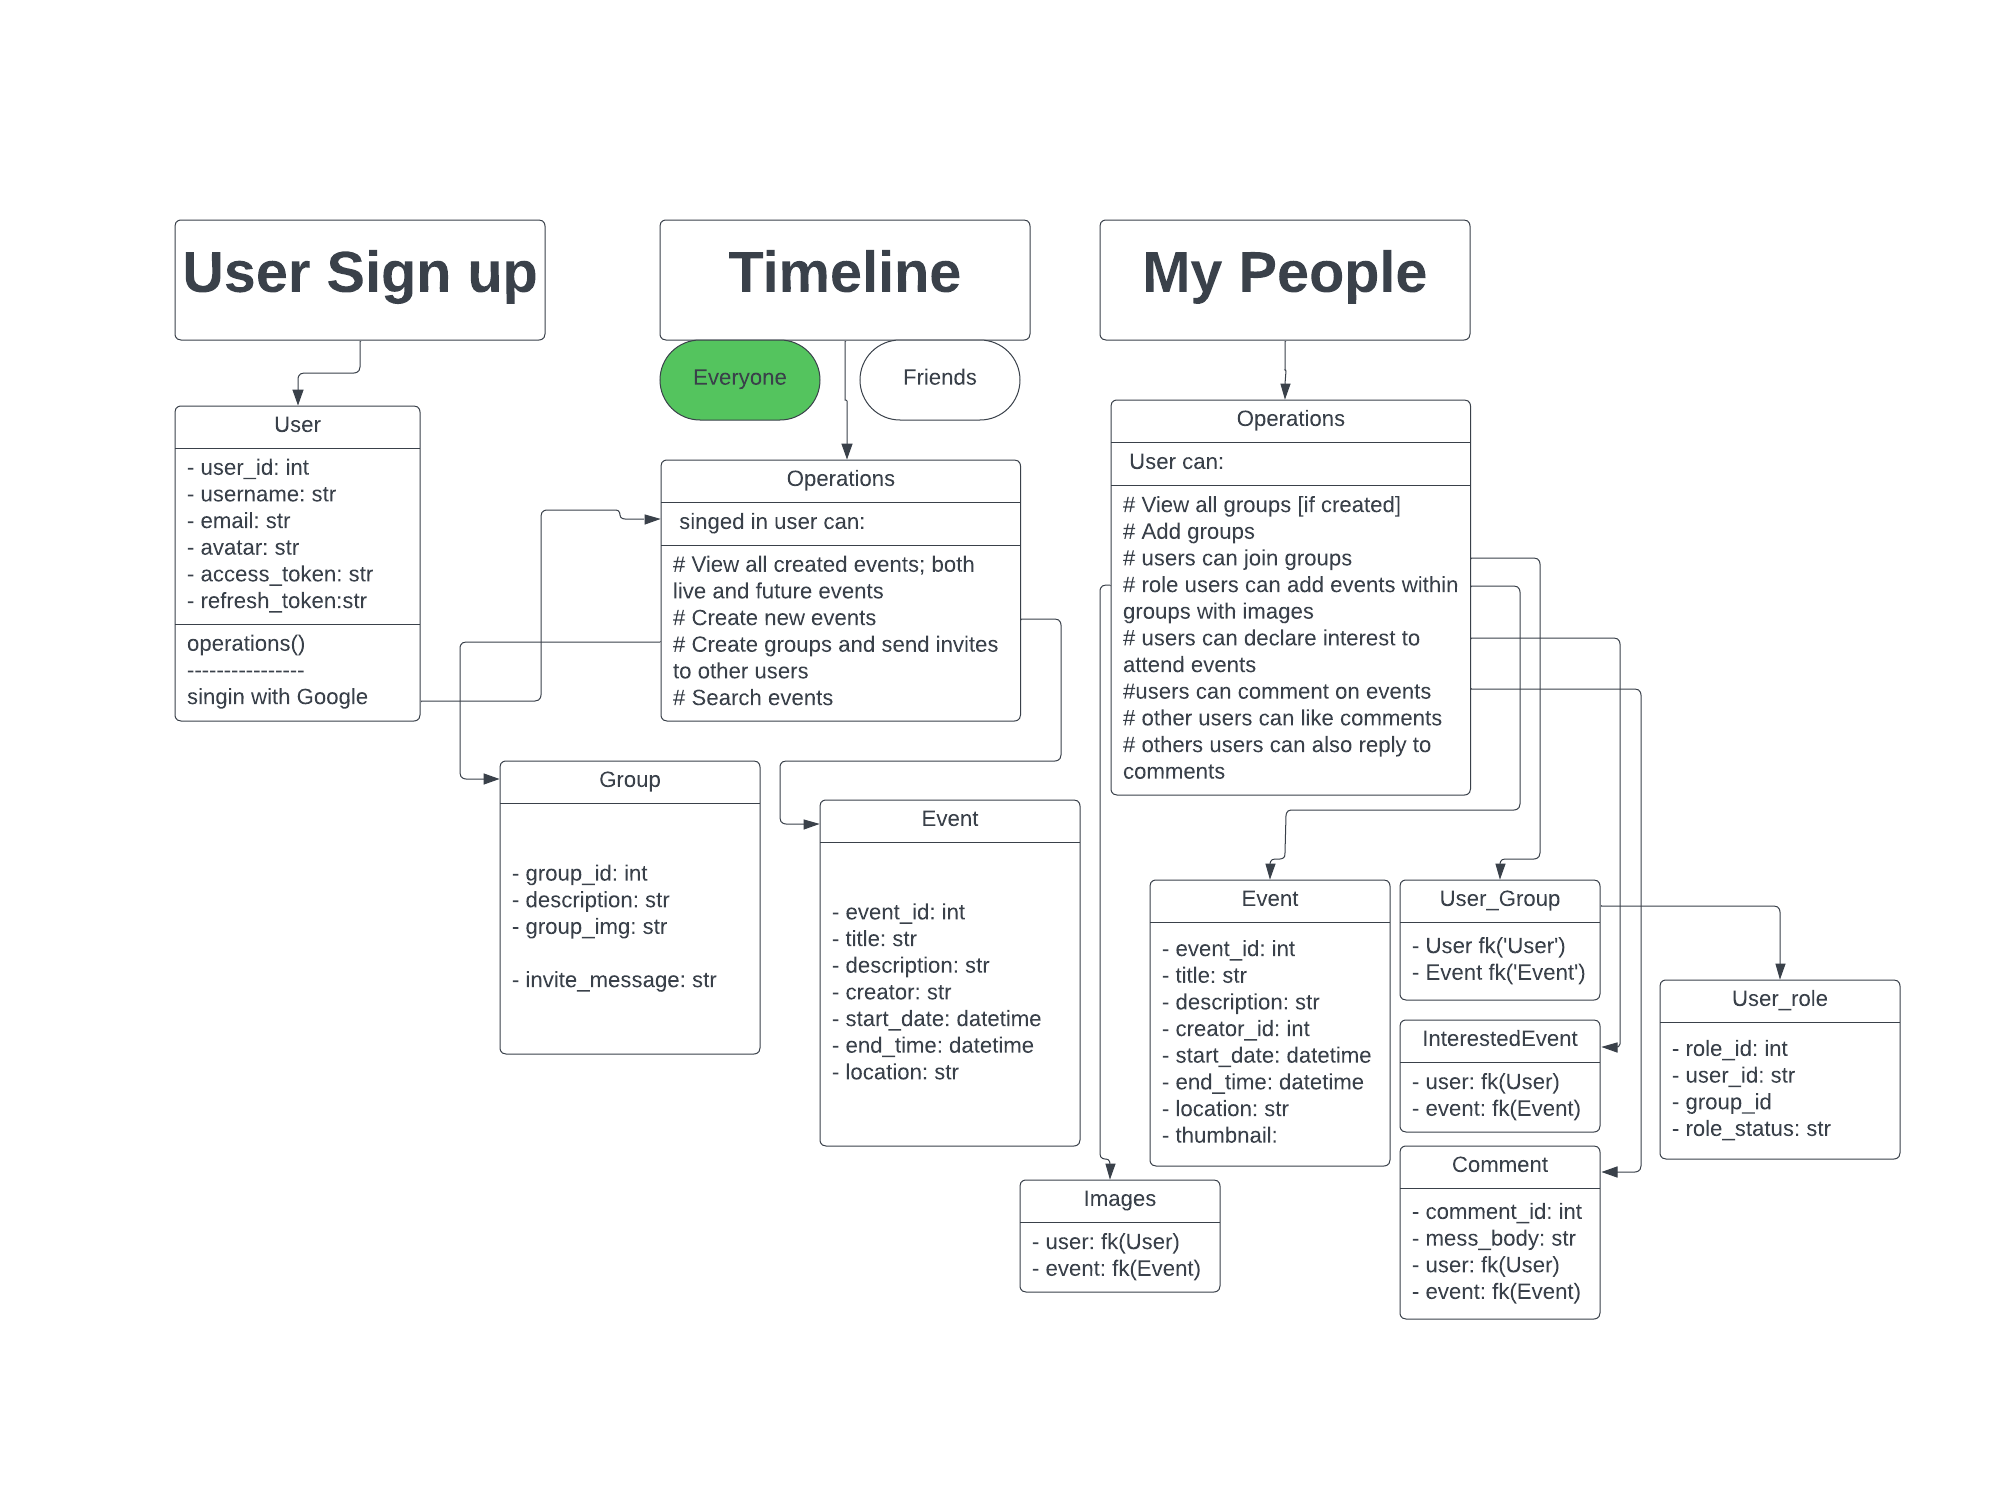 User Sign up
User
- user_id: int
- username: str
- email: str
- avatar: str
- access_token: str
- refresh_token:str
operations()
----------------
singin with Google
Timeline
Everyone
Friends
Operations
singed in user can:
# View all created events; both
live and future events
# Create new events
# Create groups and send invites
to other users
# Search events
Group
- group_id: int
- description: str
- group_img: str
- invite_message: str
Event
- event_id: int
- title: str
- description: str
- creator: str
- start_date: datetime
- end_time: datetime
- location: str
My People
Operations
User can:
# View all groups [if created]
# Add groups
# users can join groups
# role users can add events within
groups with images
# users can declare interest to
attend events
#users can comment on events
# other users can like comments
# others users can also reply to
comments
Event
- event_id: int
- title: str
- description: str
- creator_id: int
- start_date: datetime
- end_time: datetime
- location: str
- thumbnail:
Images
- user: fk(User)
- event: fk(Event)
User_Group
- User fk('User')
- Event fk('Event')
InterestedEvent
- user: fk(User)
- event: fk(Event)
Comment
- comment_id: int
- mess_body: str
- user: fk(User)
- event: fk(Event)
User_role
- role_id: int
- user_id: str
- group_id
- role_status: str